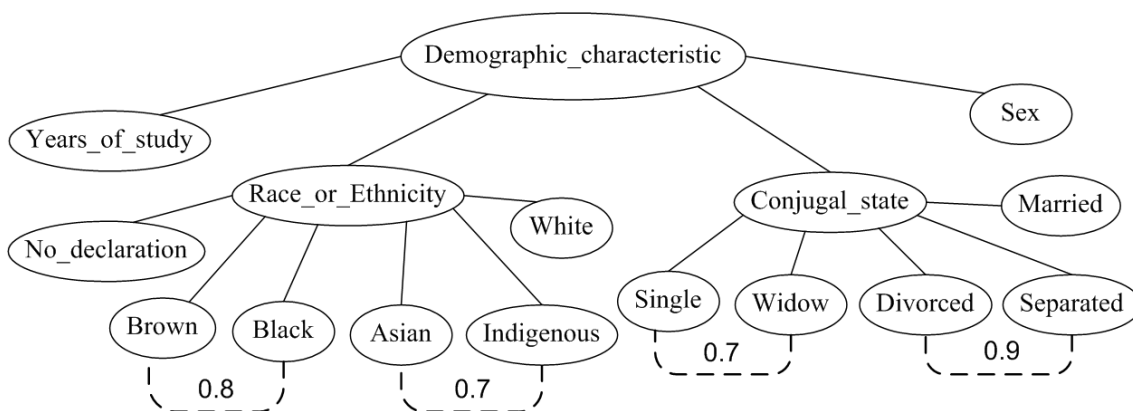 Demographic_characteristic
Years_of_study
Sex
Race_or_Ethnicity
Conjugal_state
Married
White
No_declaration
Brown
Black
Asian
Indigenous
Single
Widow
Divorced
Separated
0.8
0.7
0.7
0.9